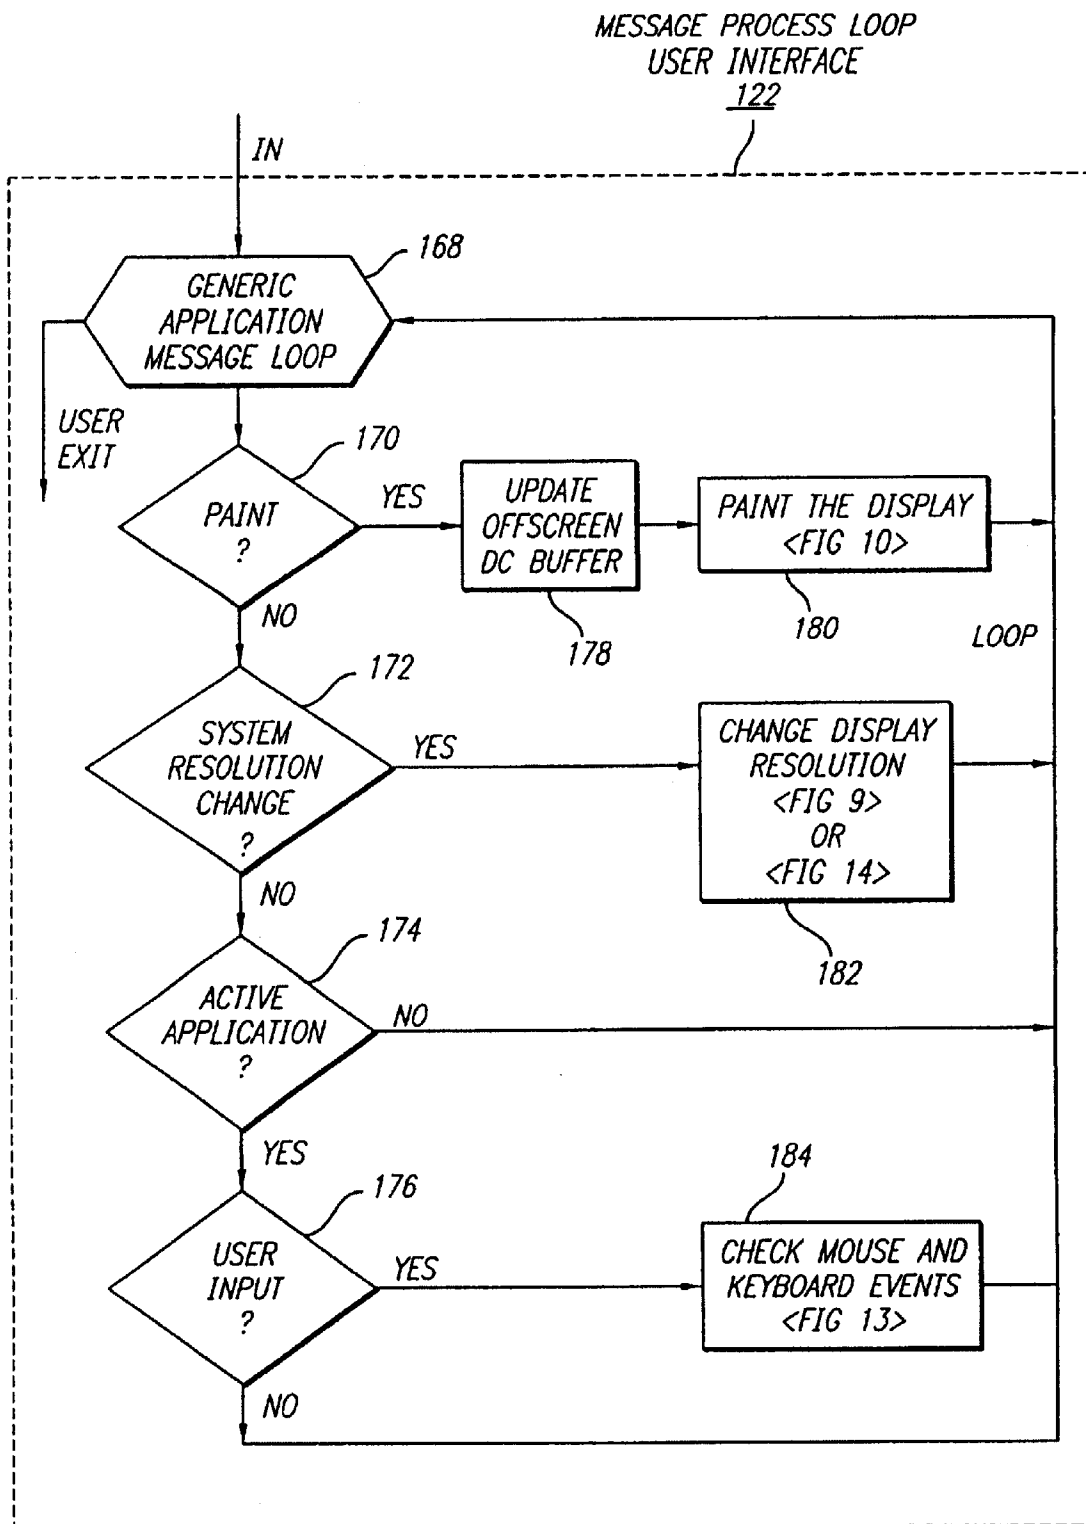 MESSAGE PROCESS LOOP
USER INTERFACE
122
IN
168
GENERIC
APPLICATION
MESSAGE LOOP
USER
EXIT
170
PAINT
?
YES
UPDATE
OFFSCREEN
DC BUFFER
178
PAINT THE DISPLAY
<FIG 10>
180
LOOP
NO
172
SYSTEM
RESOLUTION
CHANGE
?
YES
CHANGE DISPLAY
RESOLUTION
<FIG 9>
OR
<FIG 14>
182
NO
174
ACTIVE
APPLICATION
?
NO
YES
176
USER
INPUT
?
YES
184
CHECK MOUSE AND
KEYBOARD EVENTS
<FIG 13>
NO